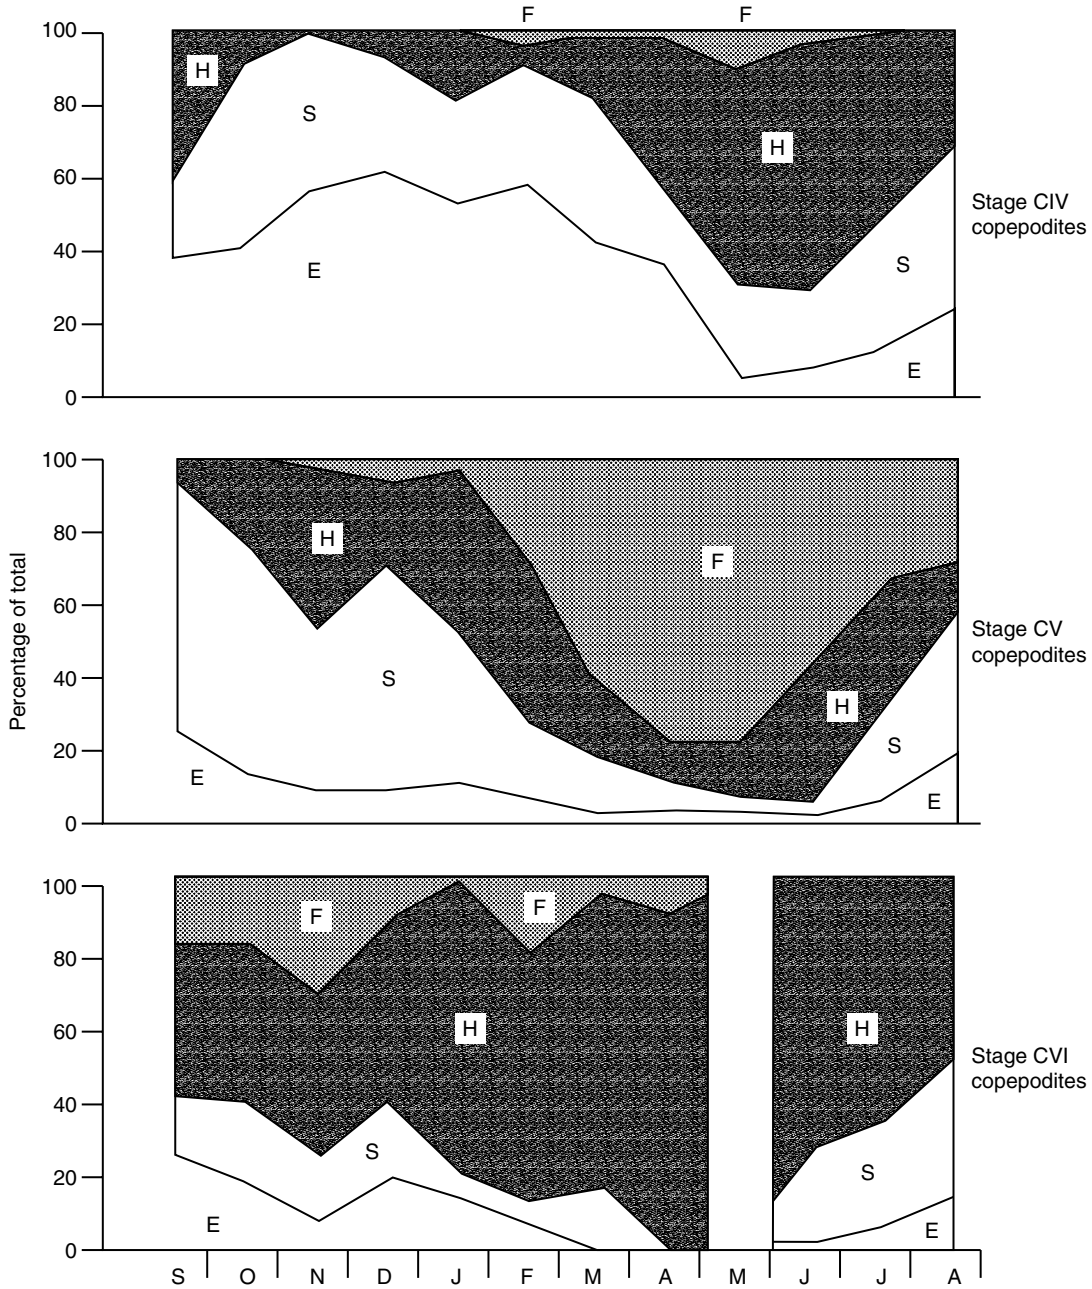 F F
100
H
80
S
H
60
Stage CIV
copepodites
40
E
S
20
E
0
100
80
H
F
60
Stage CV
copepodites
40
S
H
20
S
E
E
0
Percentage of total
100
F
F
80
60
H
H
Stage CVI
copepodites
40
S
S
20
E
E
0
S O N D J F M A M J J A